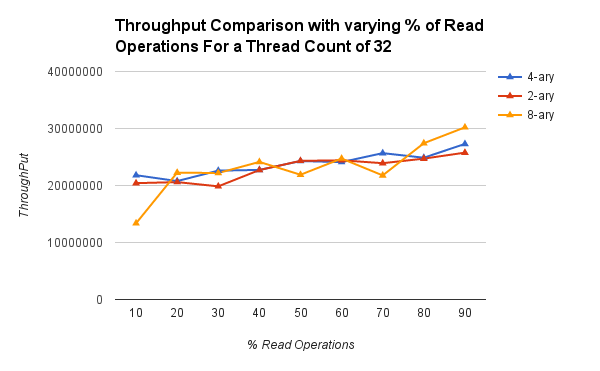 Throughput Comparison with varying % of Read
Operations For a Thread Count of 32
40000000
30000000
20000000
10000000
0
ThroughPut
10 20 30 40 50 60 70 80 90
% Read Operations
4-ary
2-ary
8-ary